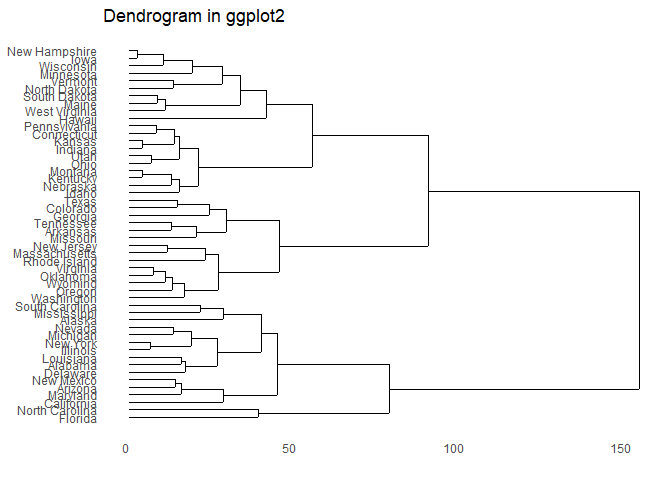 Dendrogram in ggplot2
New Hampshire
Iowa
Wisconsin
Minnesota
Vermont
North Dakota
South Dakota
Maine
West Virginia
Hawaii
Pennsylvania
Connecticut
Kansas
Indiana
Utah
Ohio
Montana
Kentucky
Nebraska
Idaho
Texas
Colorado
Georgia
Tennessee
Arkansas
Missouri
New Jersey
Massachusetts
Rhode Island
Virginia
Oklahoma
Wyoming
Oregon
Washington
South Carolina
Mississippi
Alaska
Nevada
Michigan
New York
Illinois
Louisiana
Alabama
Delaware
New Mexico
Arizona
Maryland
California
North Carolina
Florida
0 50 100 150